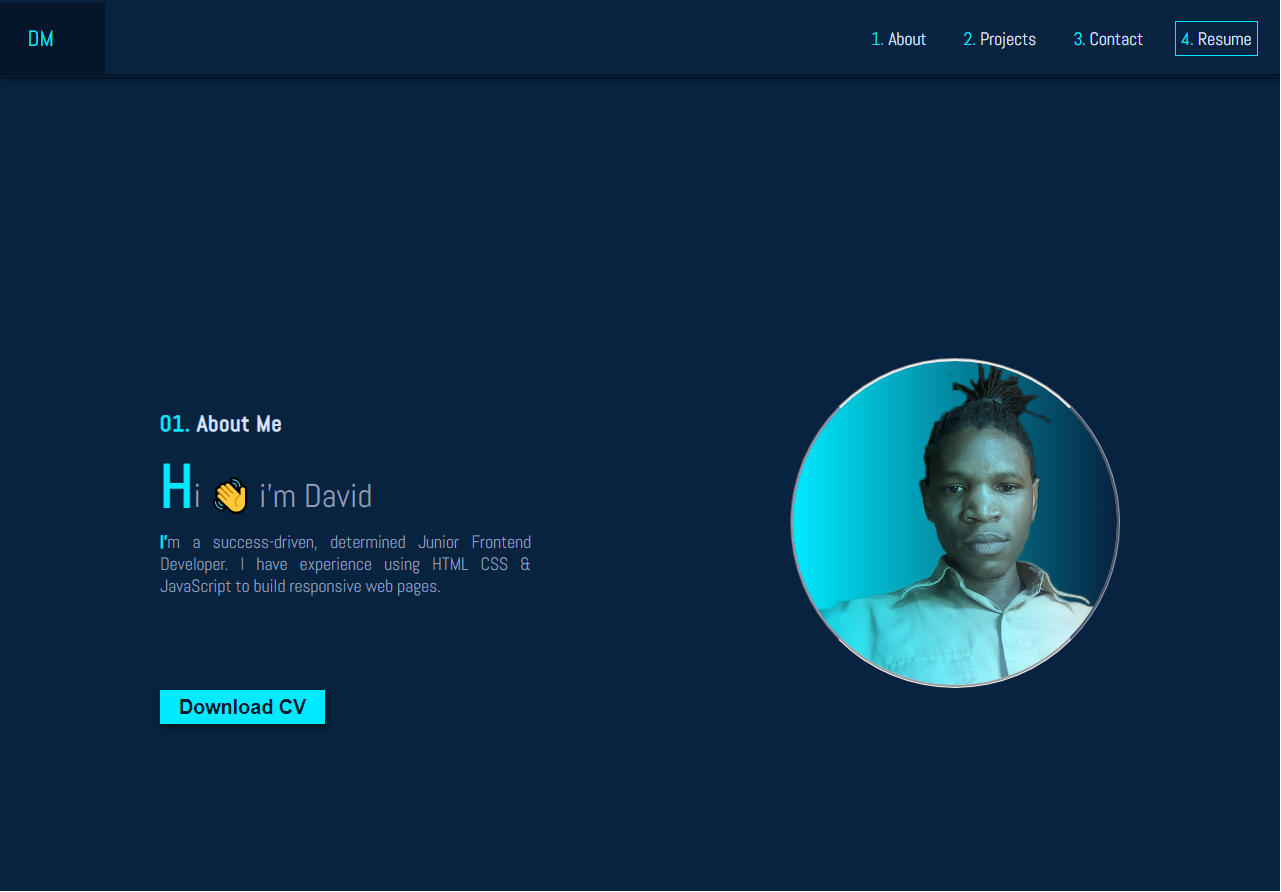 DM
1. About 2. Projects 3. Contact 4. Resume
01. About Me
Hi 👋 i'm David
I'm a success-driven, determined Junior Frontend
Developer. I have experience using HTML CSS &
JavaScript to build responsive web pages.
Download CV